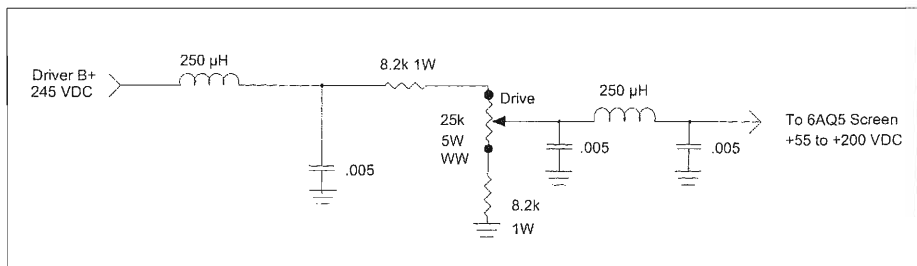 Driver B+
245 VDC
250 µH
.005
8.2k 1W
Drive
25k
5W
WW
8.2k
1W
.005
250 µH
.005
To 6AQ5 Screen
+55 to +200 VDC